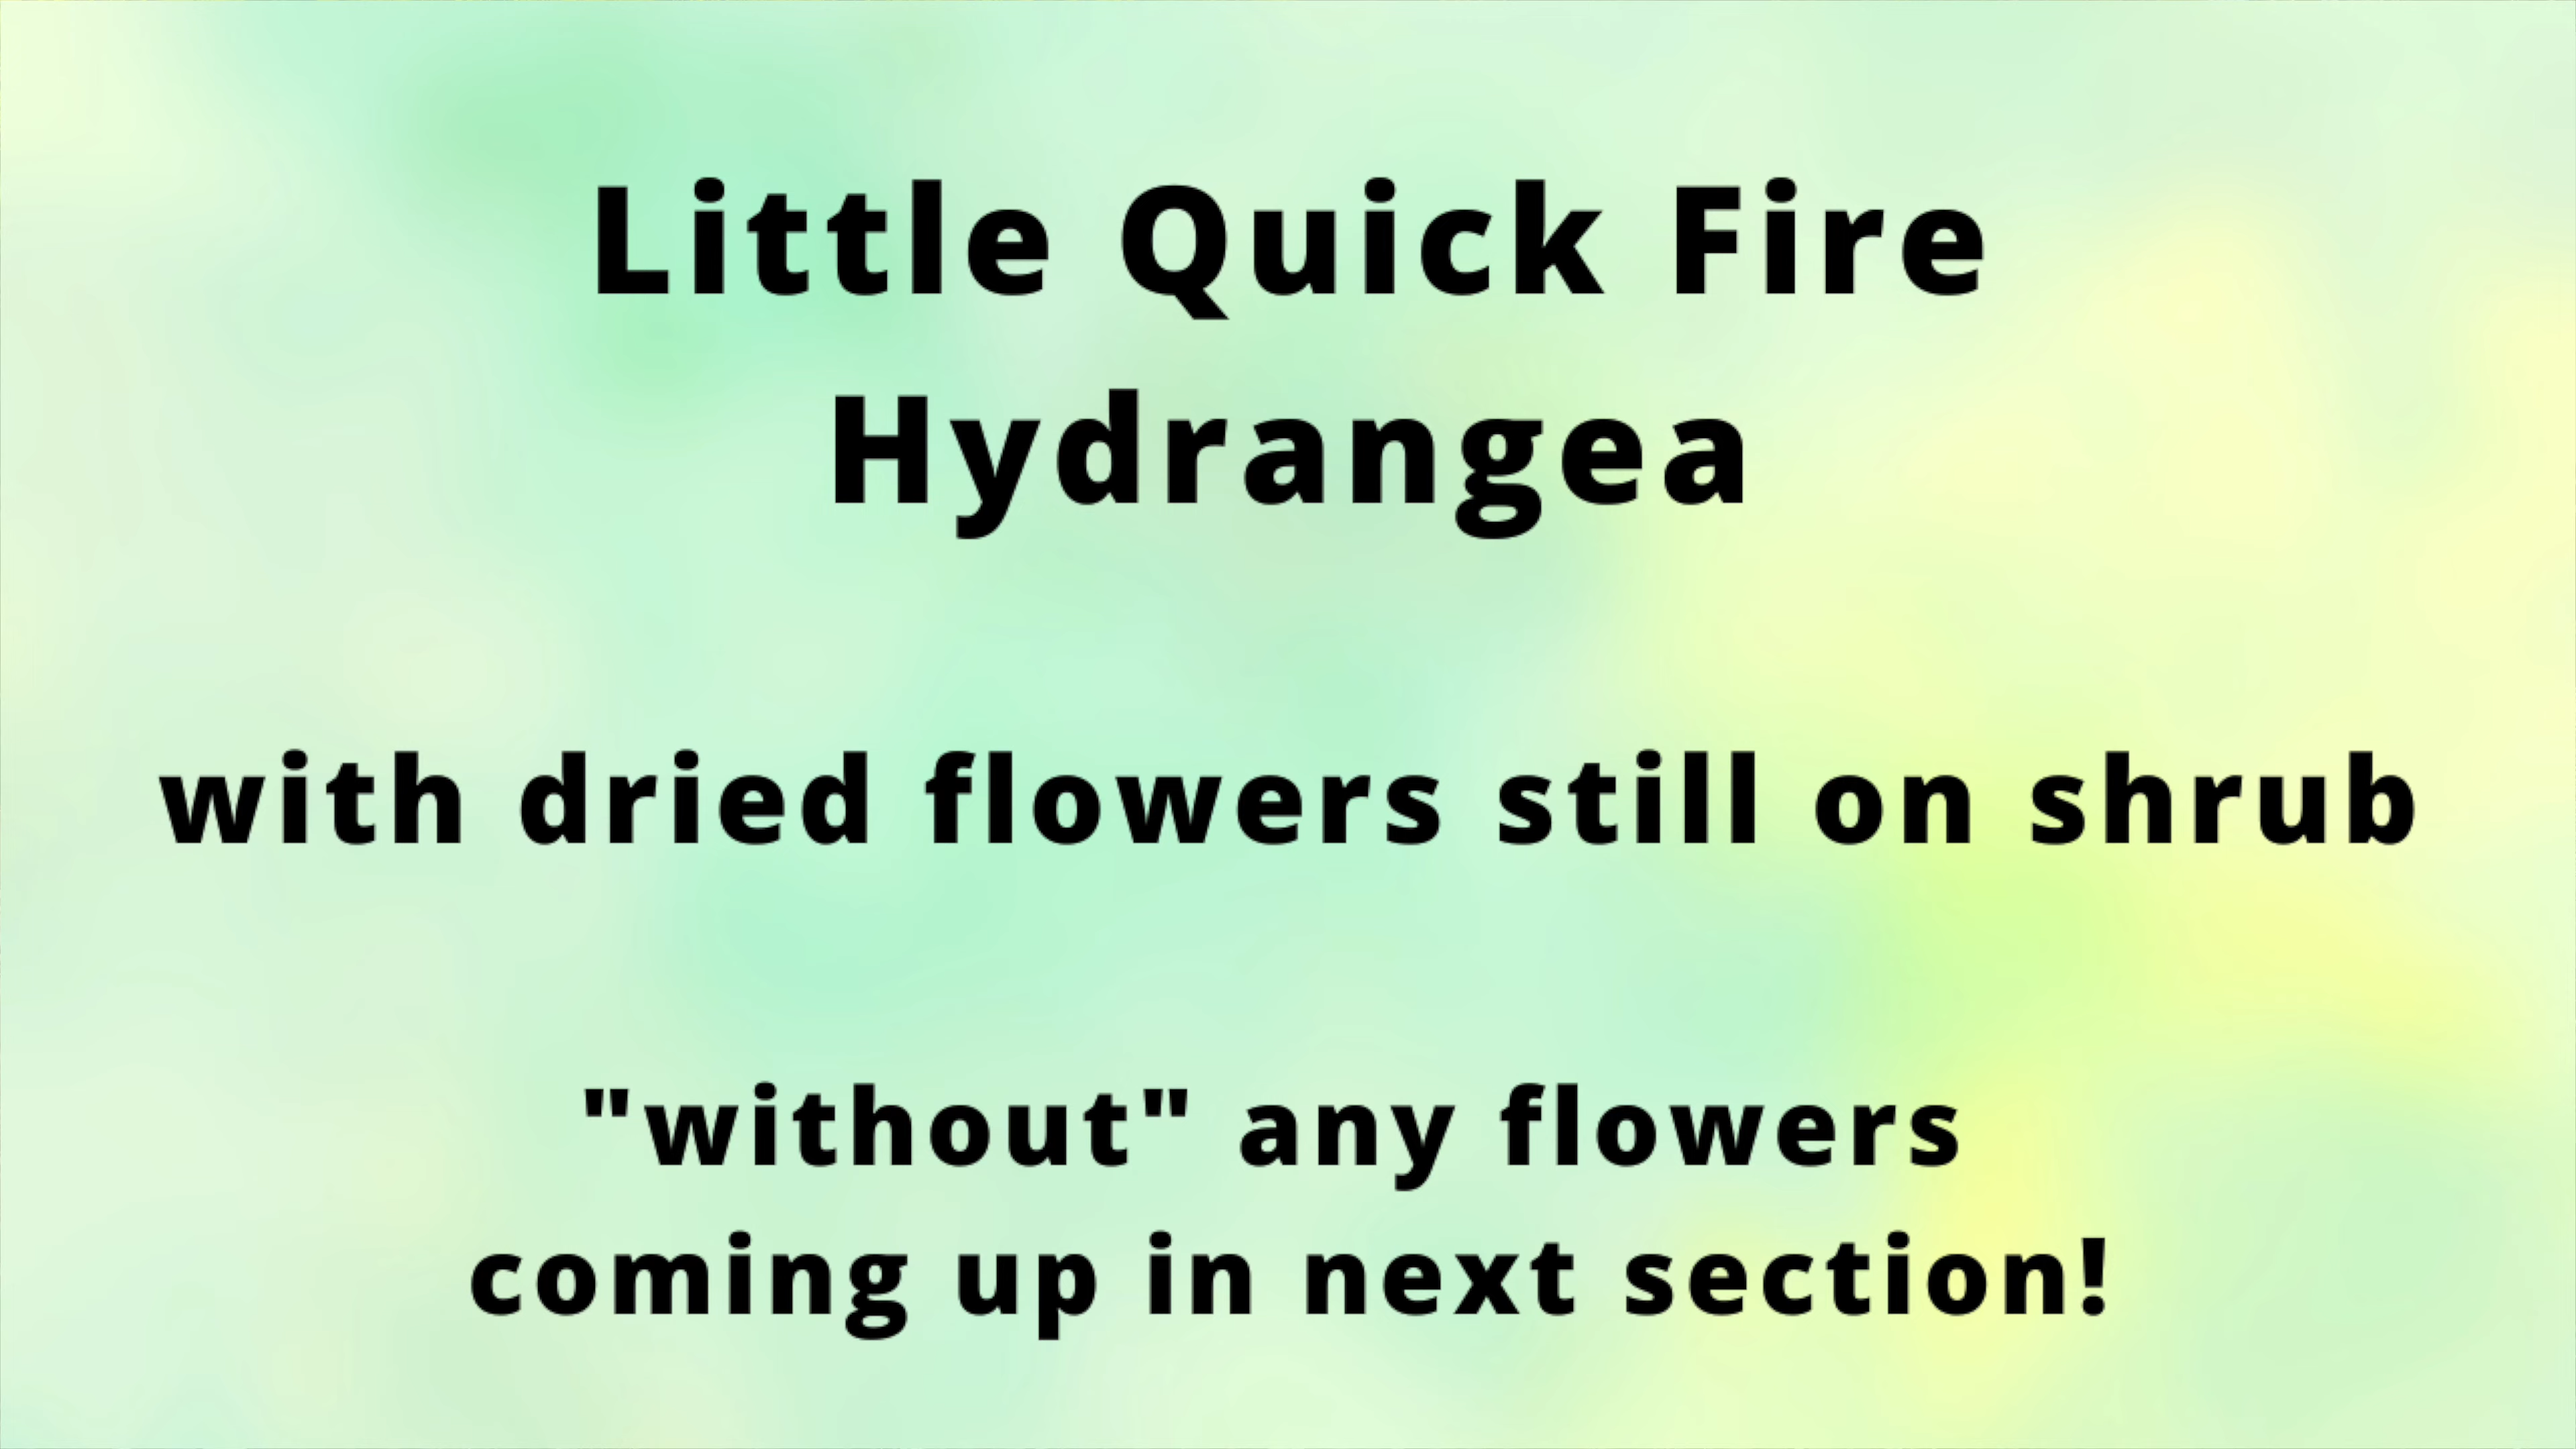 Little Quick Fire
Hydrangea
with dried flowers still on shrub
"without" any flowers
coming up in next section!